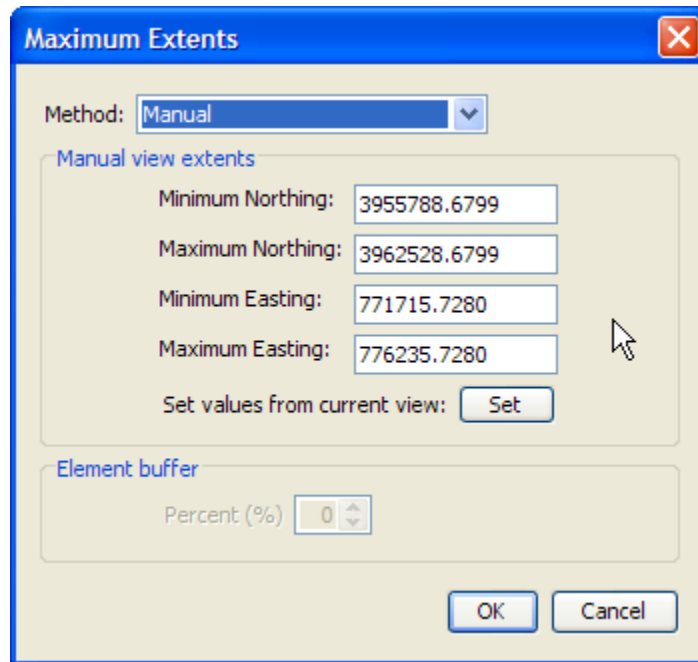 Maximum Extents
Method: Manual
Manual view extents
Minimum Northing: 3955788.6799
Maximum Northing: 3962528.6799
Minimum Easting: 771715.7280
Maximum Easting: 776235.7280
Set values from current view: Set
Element buffer
Percent (%) 0
OK Cancel